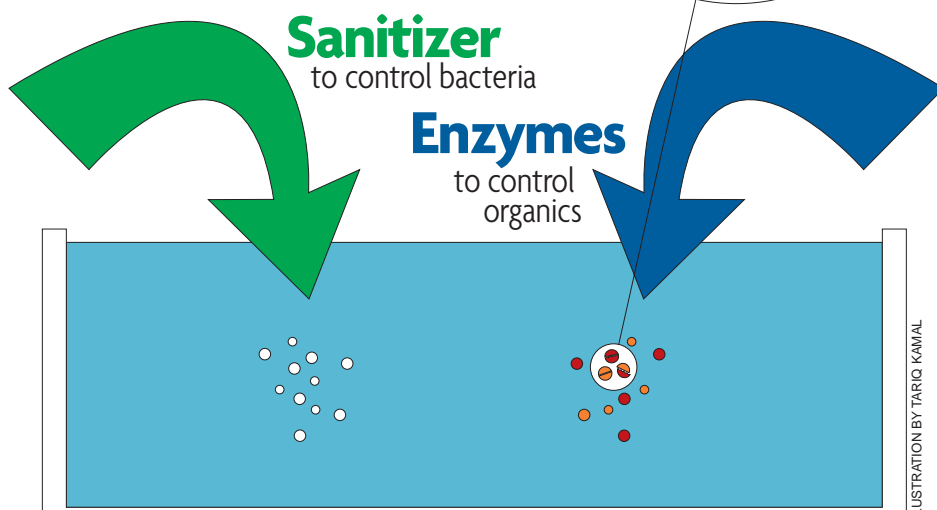 Sanitizer
to control bacteria
Enzymes
to control
organics
USTRATION BY TARIQ KAMAL